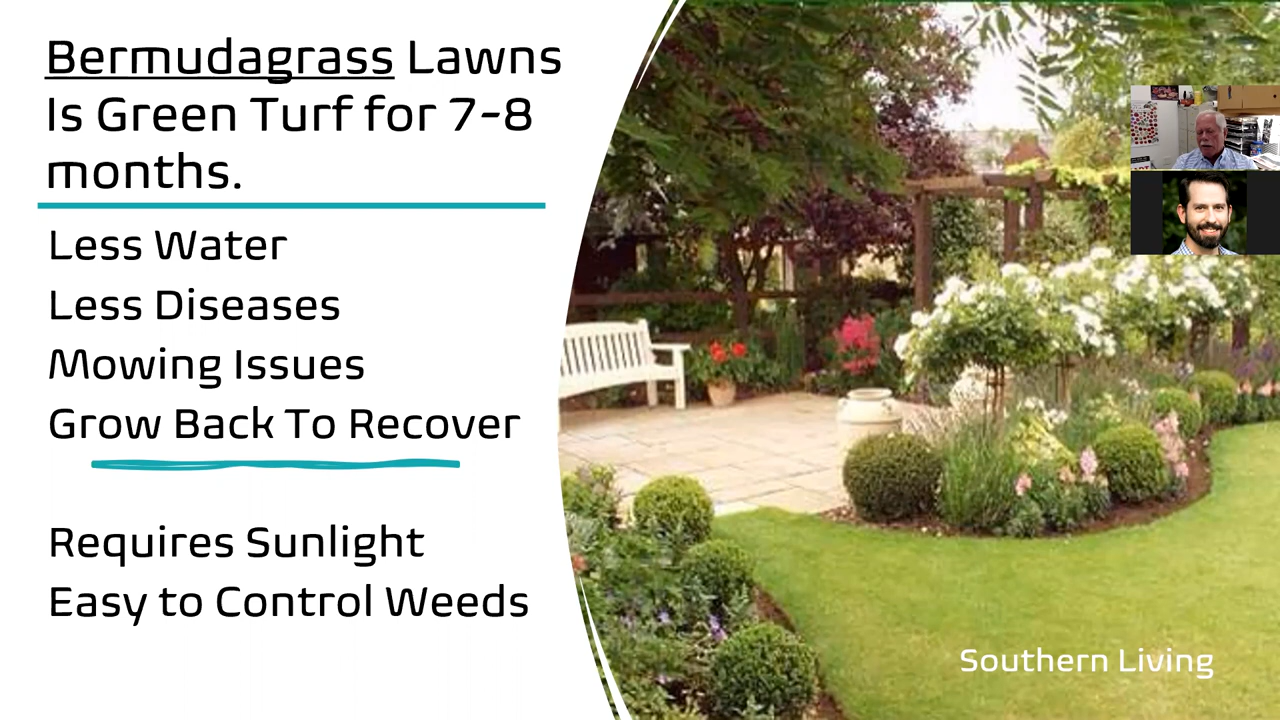 Bermudagrass Lawns
Is Green Turf for 7-8
months.
Less Water
Less Diseases
Mowing Issues
Grow Back To Recover
Requires Sunlight
Easy to Control Weeds
Southern Living